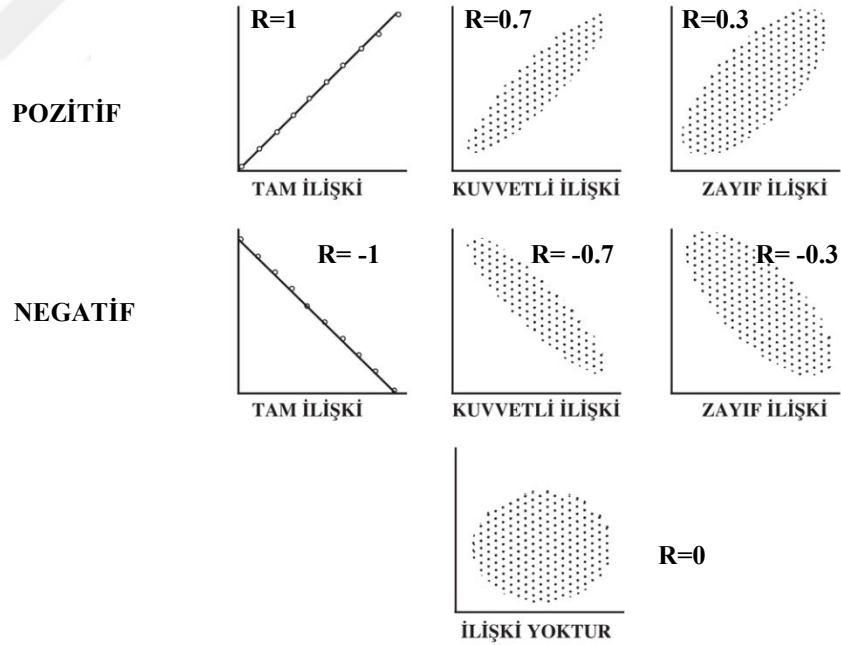 R=1 R=0.7 R=0.3
POZİTİF
TAM İLİŞKİ KUVVETLİ İLİŞKİ ZAYIF İLİŞKİ
R= -1 R= -0.7 R= -0.3
NEGATİF
TAM İLİŞKİ KUVVETLİ İLİŞKİ ZAYIF İLİŞKİ
R=0
İLİŞKİ YOKTUR